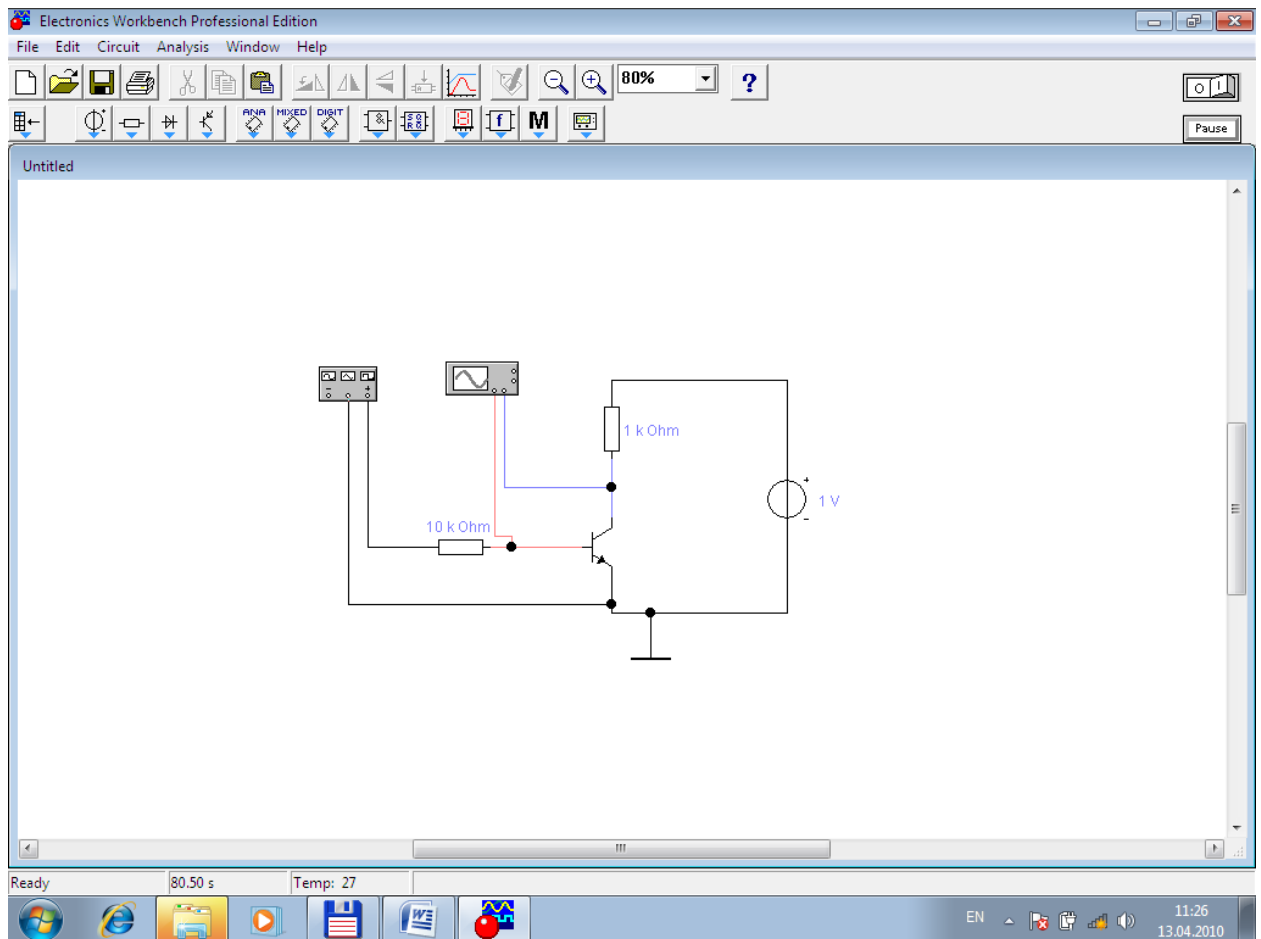 Electronics Workbench Professional Edition
File Edit Circuit Analysis Window Help
80% ?
ANA MIXED DIGIT & f M
Pause
Untitled
1 k Ohm
+
1 V
-
10 k Ohm
Ready 80.50 s Temp: 27
EN 11:26
13.04.2010